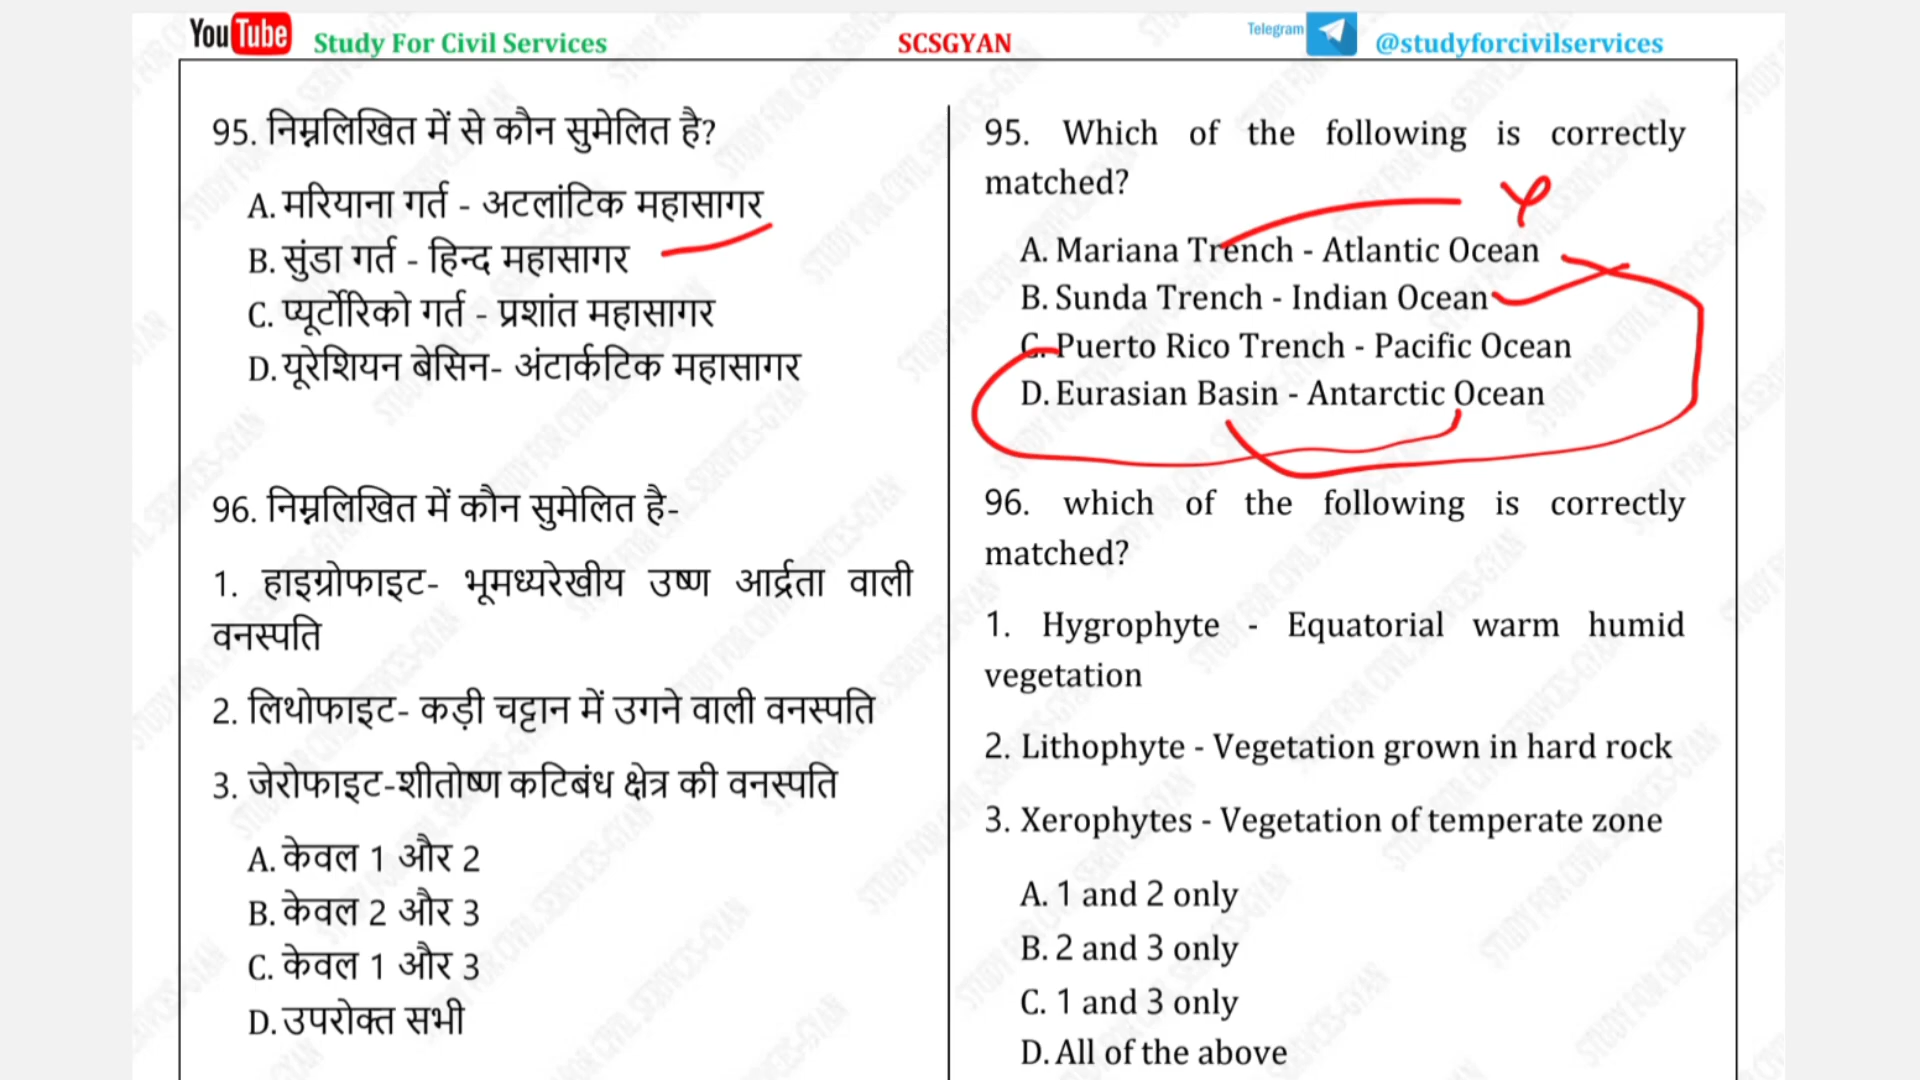 YouTube Study For Civil Services SCSGYAN Telegram @studyforcivilservices
95. निम्नलिखित में से कौन सुमेलित है?
A. मरियाना गर्त - अटलांटिक महासागर
B. सुंडा गर्त - हिन्द महासागर
C. प्यूर्टोरिको गर्त - प्रशांत महासागर
D. यूरेशियन बेसिन- अंटार्कटिक महासागर
96. निम्नलिखित में कौन सुमेलित है-
1. हाइग्रोफाइट- भूमध्यरेखीय उष्ण आर्द्रता वाली
वनस्पति
2. लिथोफाइट- कड़ी चट्टान में उगने वाली वनस्पति
3. जेरोफाइट-शीतोष्ण कटिबंध क्षेत्र की वनस्पति
A. केवल 1 और 2
B. केवल 2 और 3
C. केवल 1 और 3
D. उपरोक्त सभी
95. Which of the following is correctly
matched?
A. Mariana Trench - Atlantic Ocean
B. Sunda Trench - Indian Ocean
C. Puerto Rico Trench - Pacific Ocean
D. Eurasian Basin - Antarctic Ocean
96. which of the following is correctly
matched?
1. Hygrophyte - Equatorial warm humid
vegetation
2. Lithophyte - Vegetation grown in hard rock
3. Xerophytes - Vegetation of temperate zone
A. 1 and 2 only
B. 2 and 3 only
C. 1 and 3 only
D. All of the above